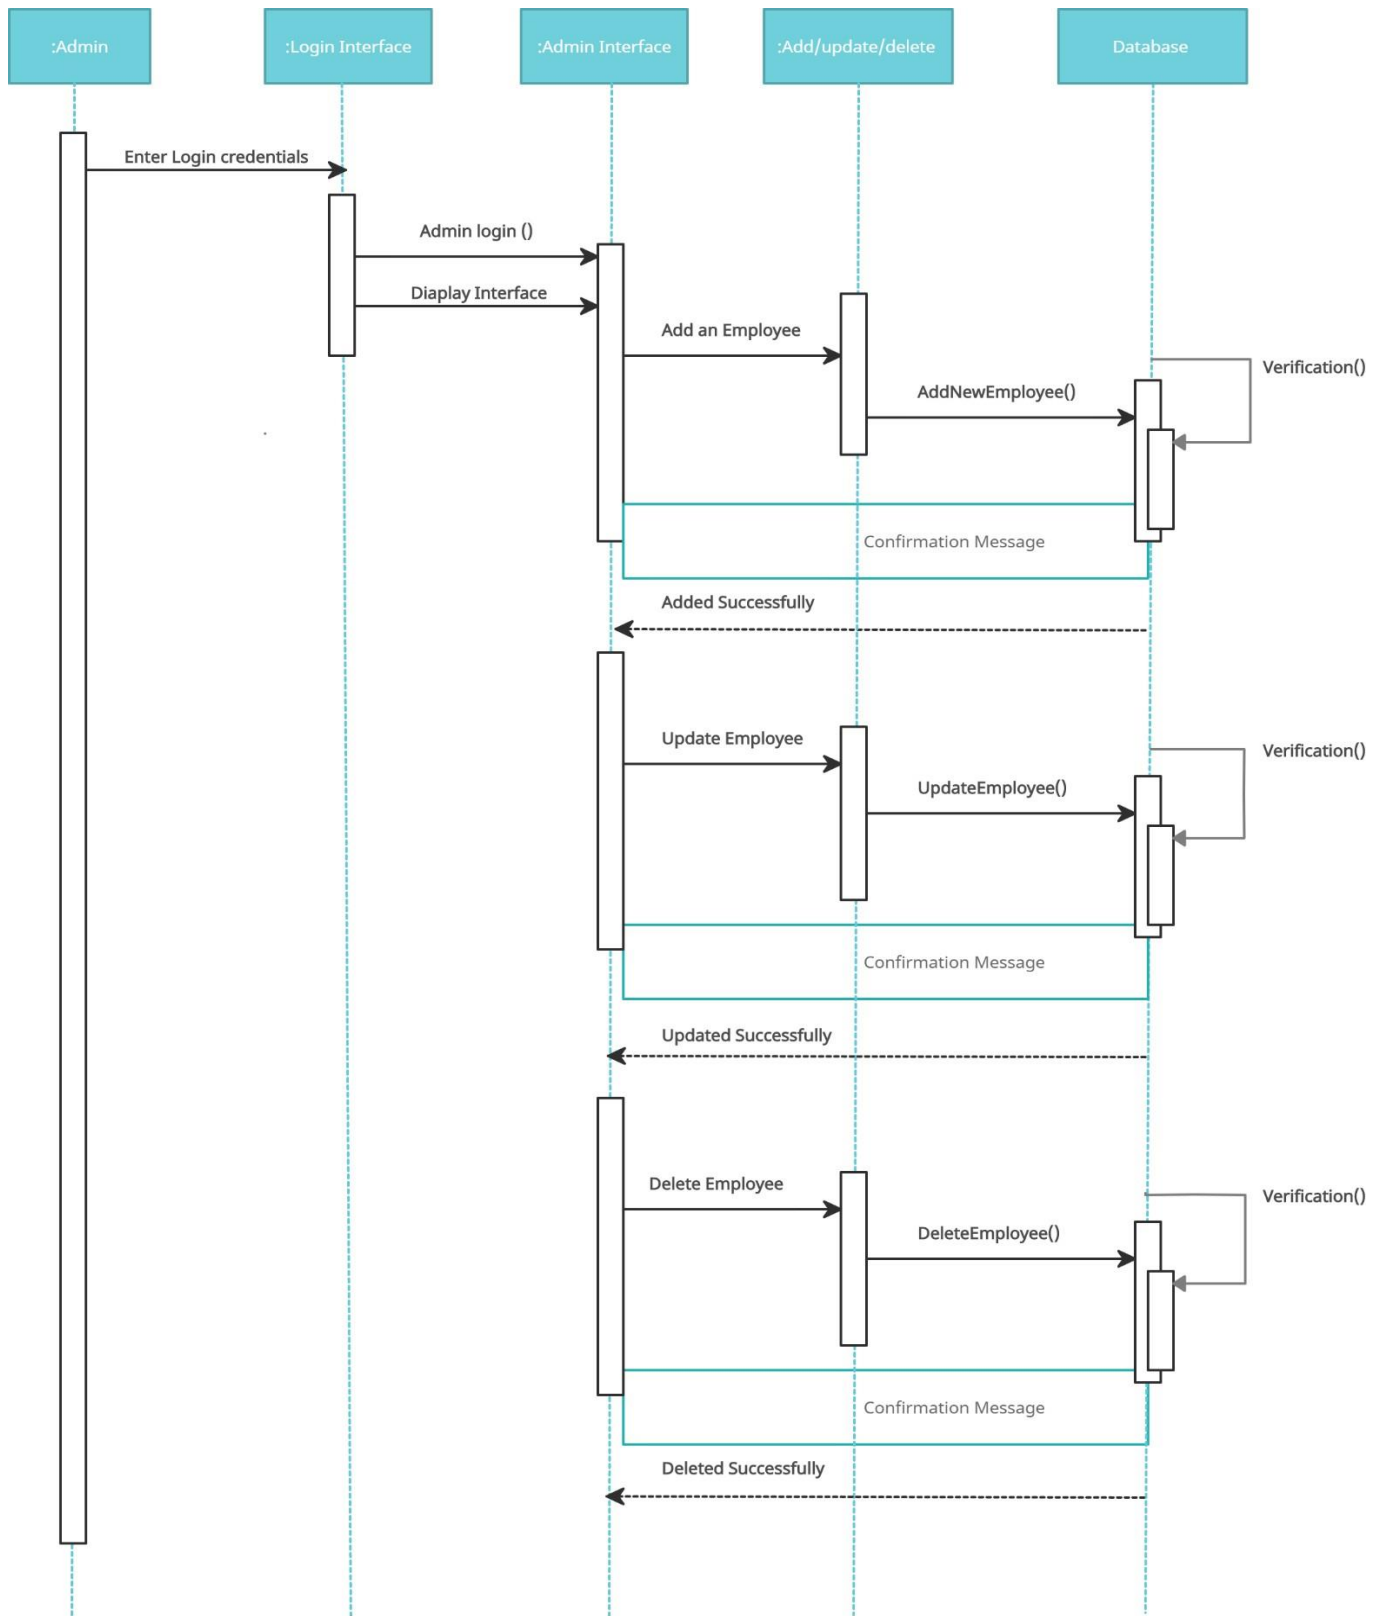 :Admin
:Login Interface
:Admin Interface
:Add/update/delete
Database
Enter Login credentials
Admin login ()
Diaplay Interface
Add an Employee
Verification()
AddNewEmployee()
Confirmation Message
Added Successfully
Update Employee
Verification()
UpdateEmployee()
Confirmation Message
Updated Successfully
Delete Employee
Verification()
DeleteEmployee()
Confirmation Message
Deleted Successfully